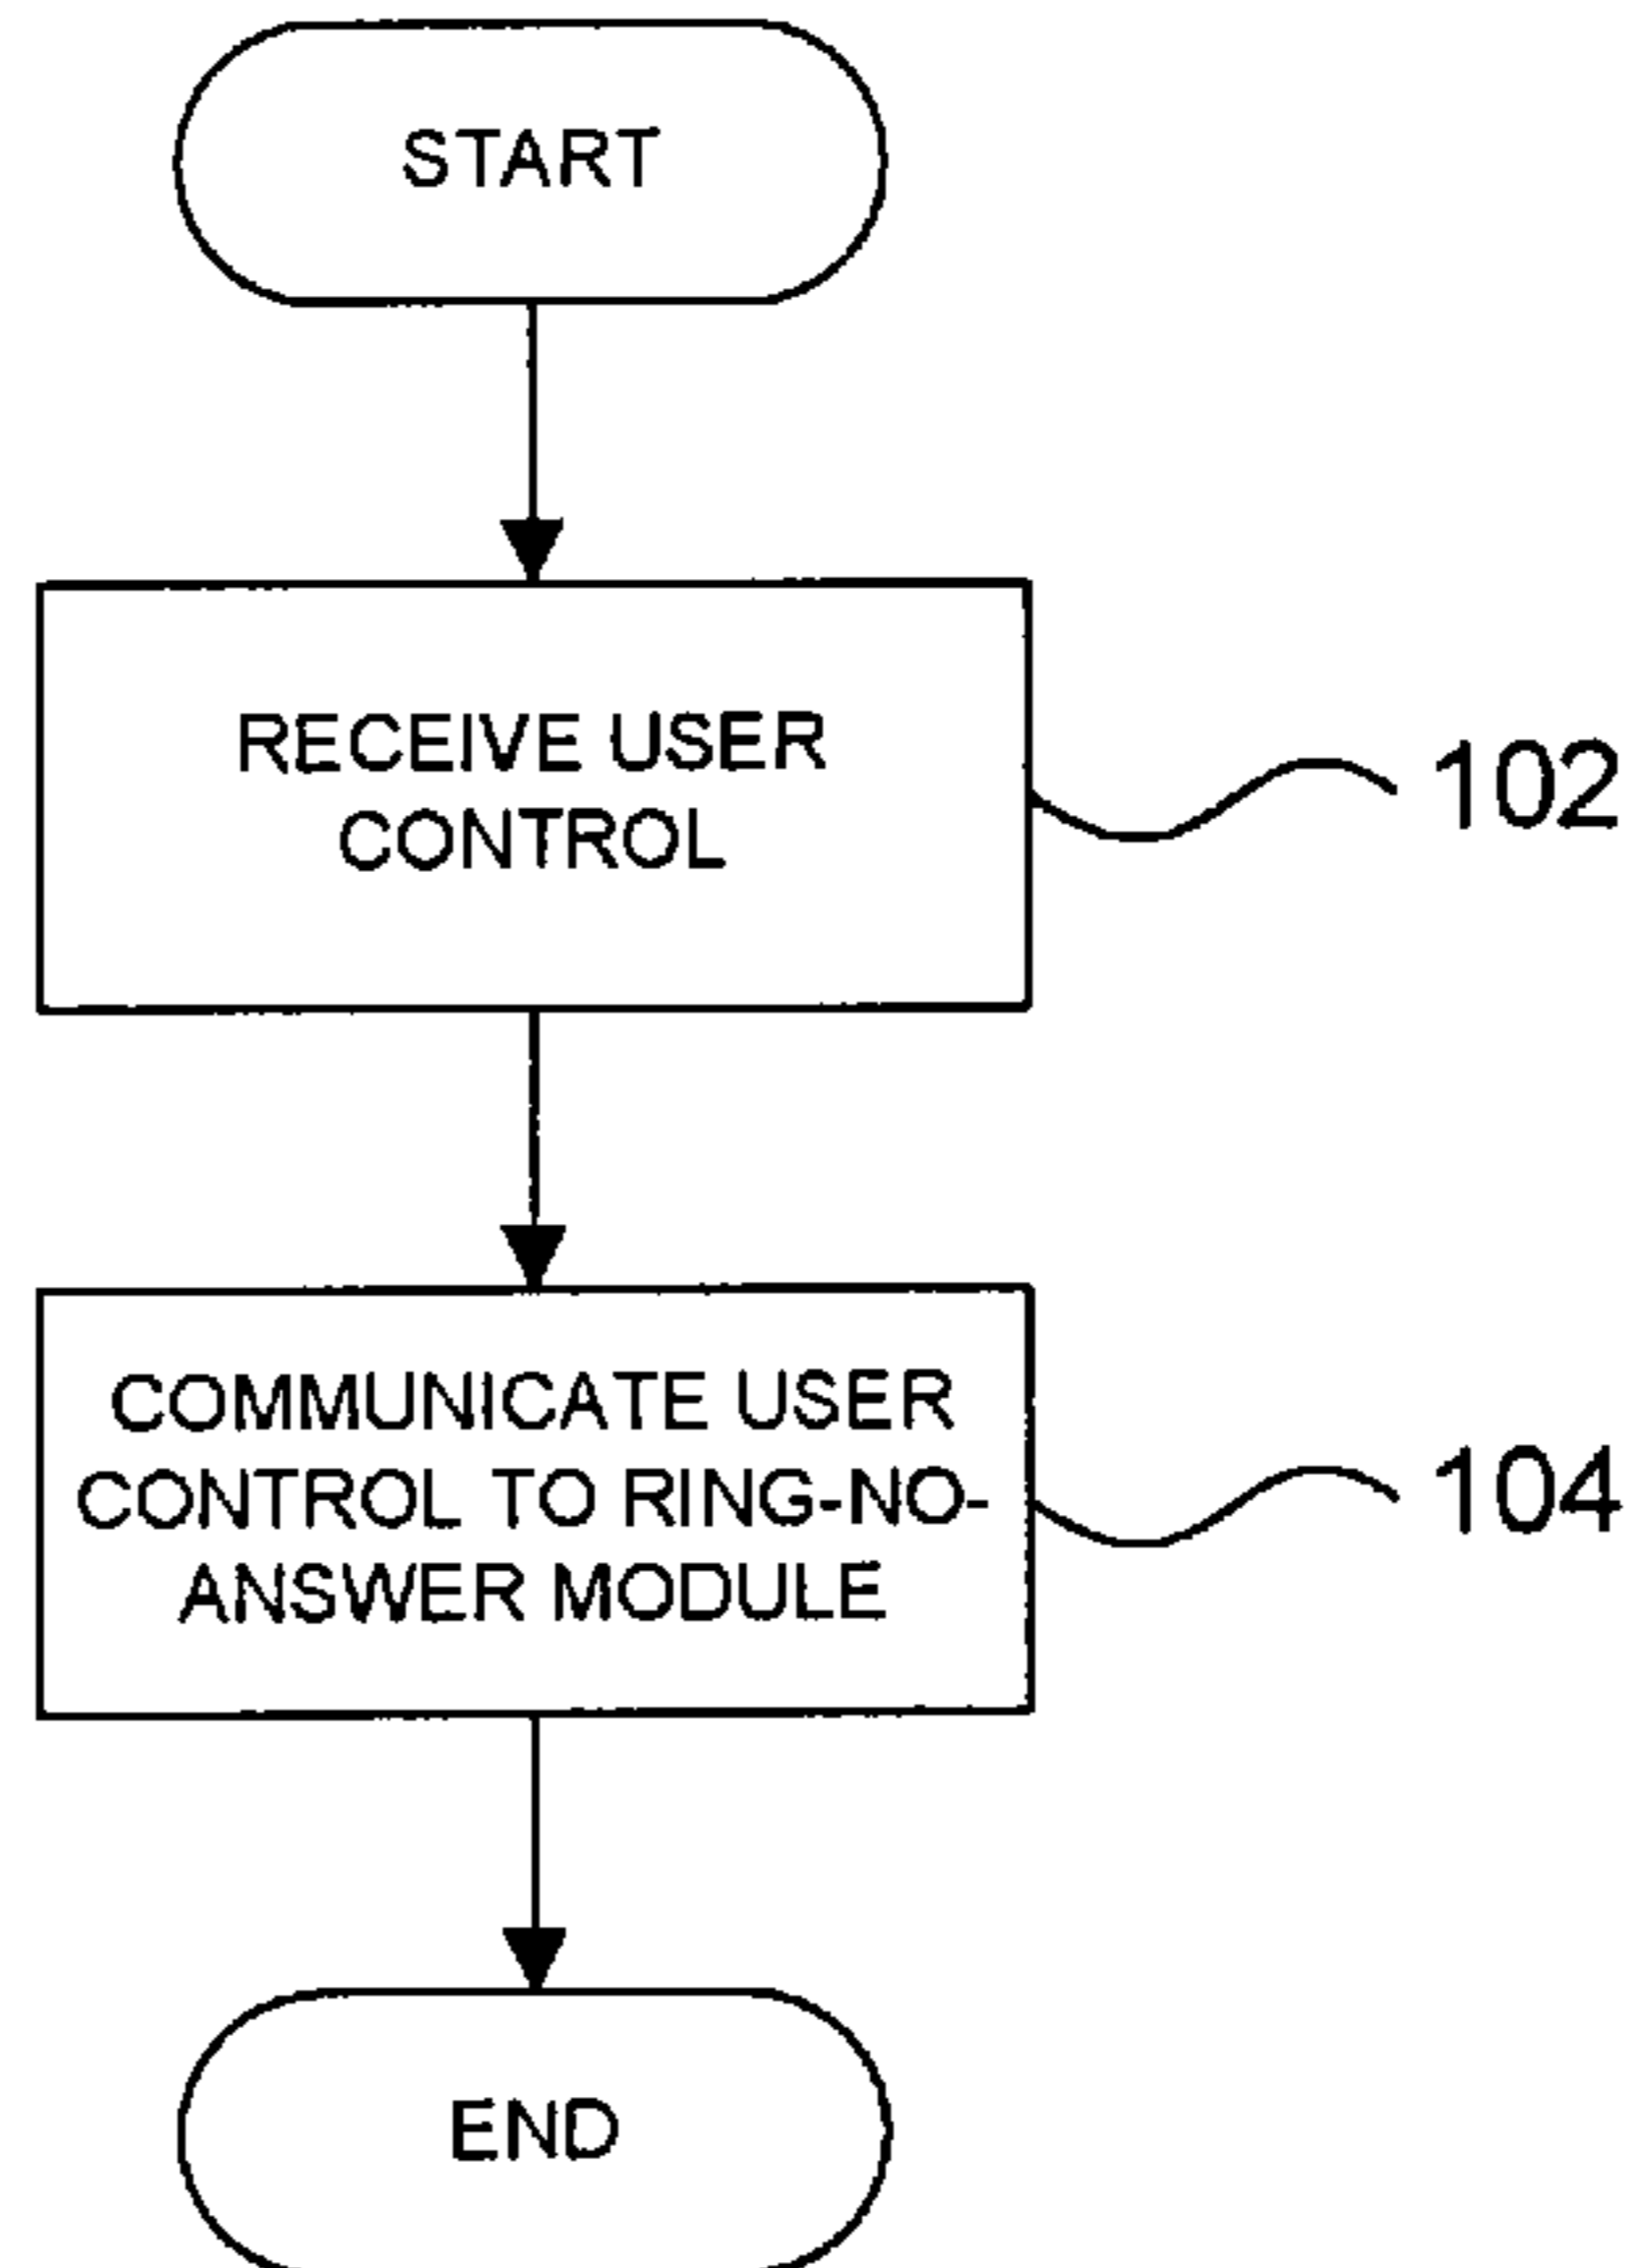 START
RECEIVE USER
CONTROL
102
COMMUNICATE USER
CONTROL TO RING-NO-
ANSWER MODULE
104
END